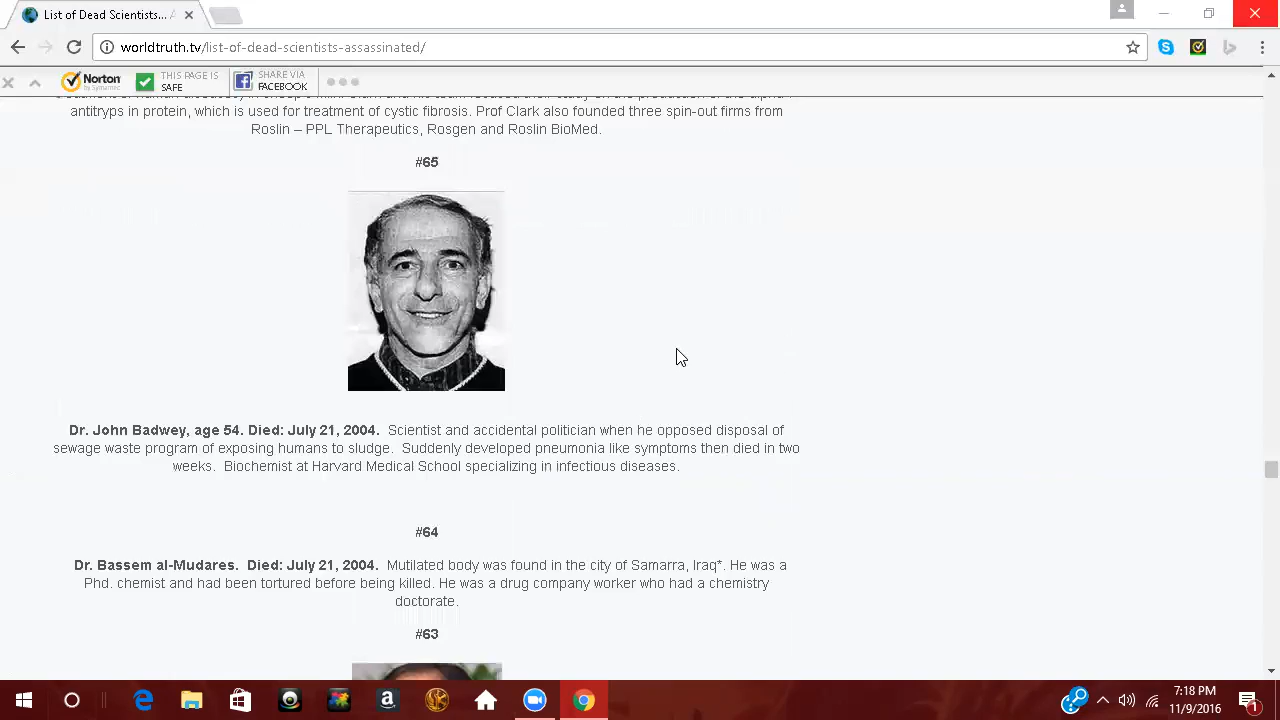 List of Dead Scientists...
worldtruth.tv/list-of-dead-scientists-assassinated/
Norton
by Symantec
THIS PAGE IS
SAFE
SHARE VIA
FACEBOOK
antitryps in protein, which is used for treatment of cystic fibrosis. Prof Clark also founded three spin-out firms from
Roslin – PPL Therapeutics, Rosgen and Roslin BioMed.
#65
Dr. John Badwey, age 54. Died: July 21, 2004. Scientist and accidental politician when he opposed disposal of
sewage waste program of exposing humans to sludge. Suddenly developed pneumonia like symptoms then died in two
weeks. Biochemist at Harvard Medical School specializing in infectious diseases.
#64
Dr. Bassem al-Mudares. Died: July 21, 2004. Mutilated body was found in the city of Samarra, Iraq*. He was a
Phd. chemist and had been tortured before being killed. He was a drug company worker who had a chemistry
doctorate.
#63
7:18 PM
11/9/2016
1